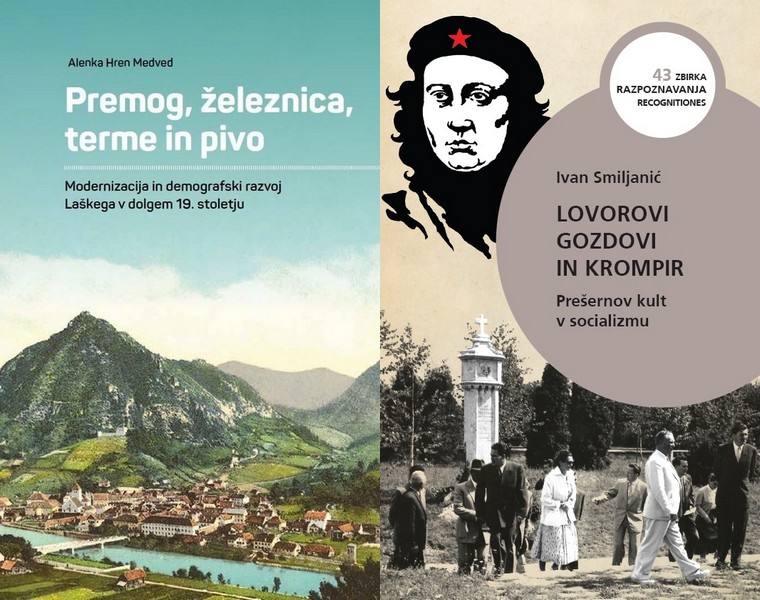 Alenka Hren Medved
Premog, železnica,
terme in pivo
Modernizacija in demografski razvoj
Laškega v dolgem 19. stoletju
43 ZBIRKA
RAZPOZNAVANJA
RECOGNITIONES
Ivan Smiljanić
LOVOROVI
GOZDOVI
IN KROMPIR
Prešernov kult
v socializmu